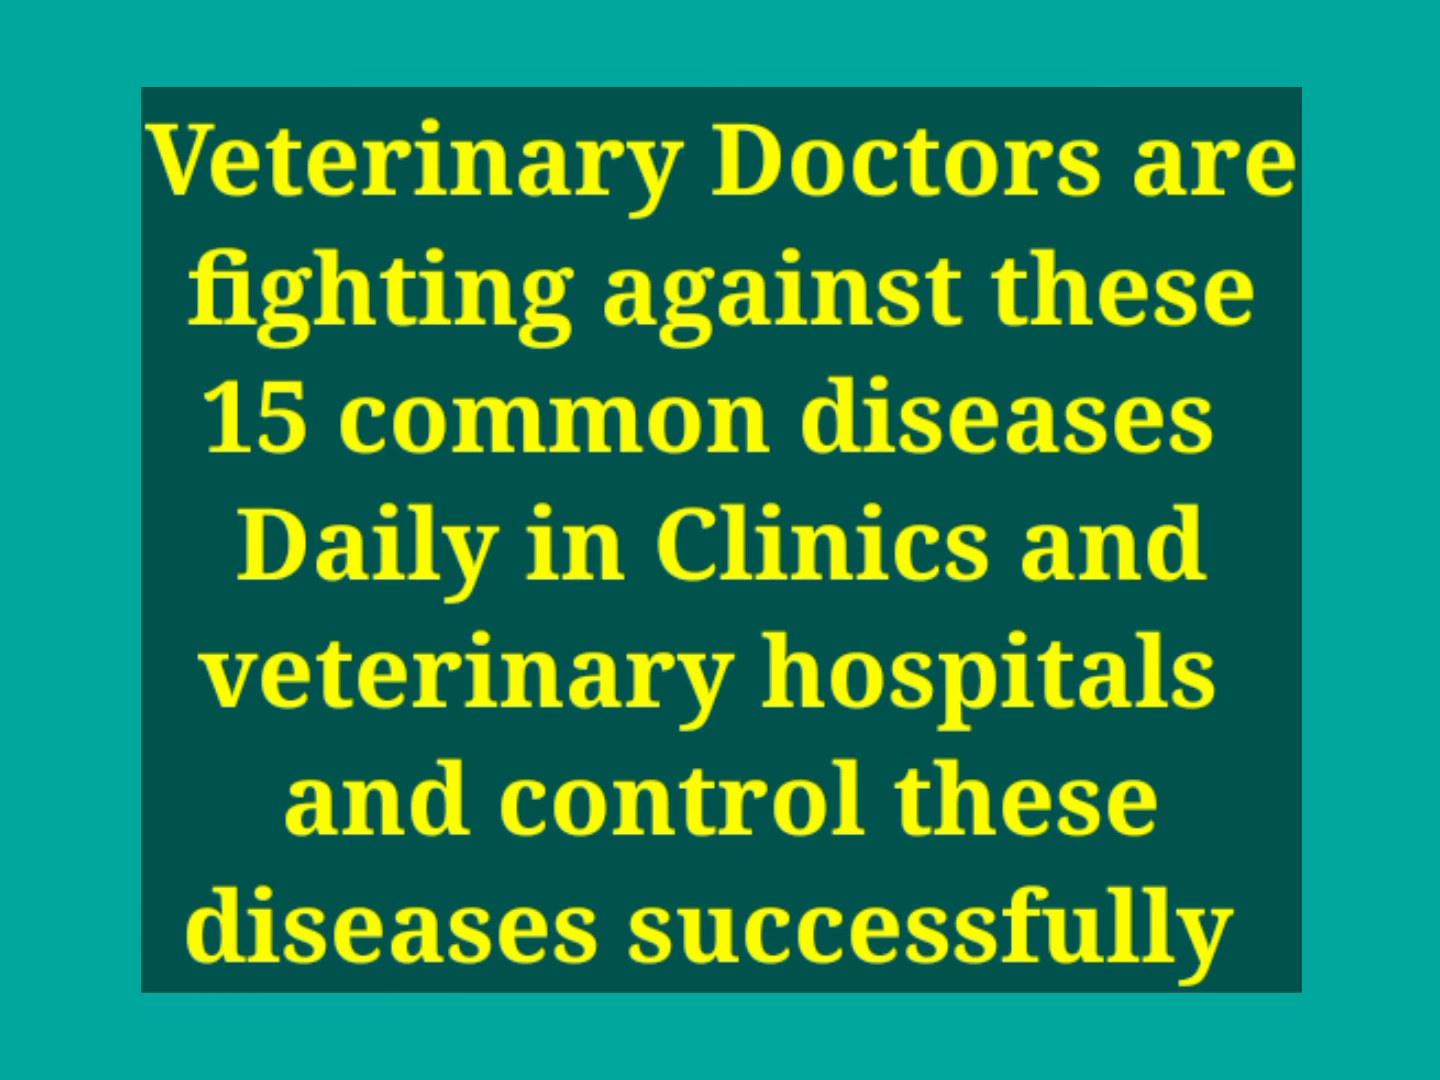 Veterinary Doctors are
fighting against these
15 common diseases
Daily in Clinics and
veterinary hospitals
and control these
diseases successfully